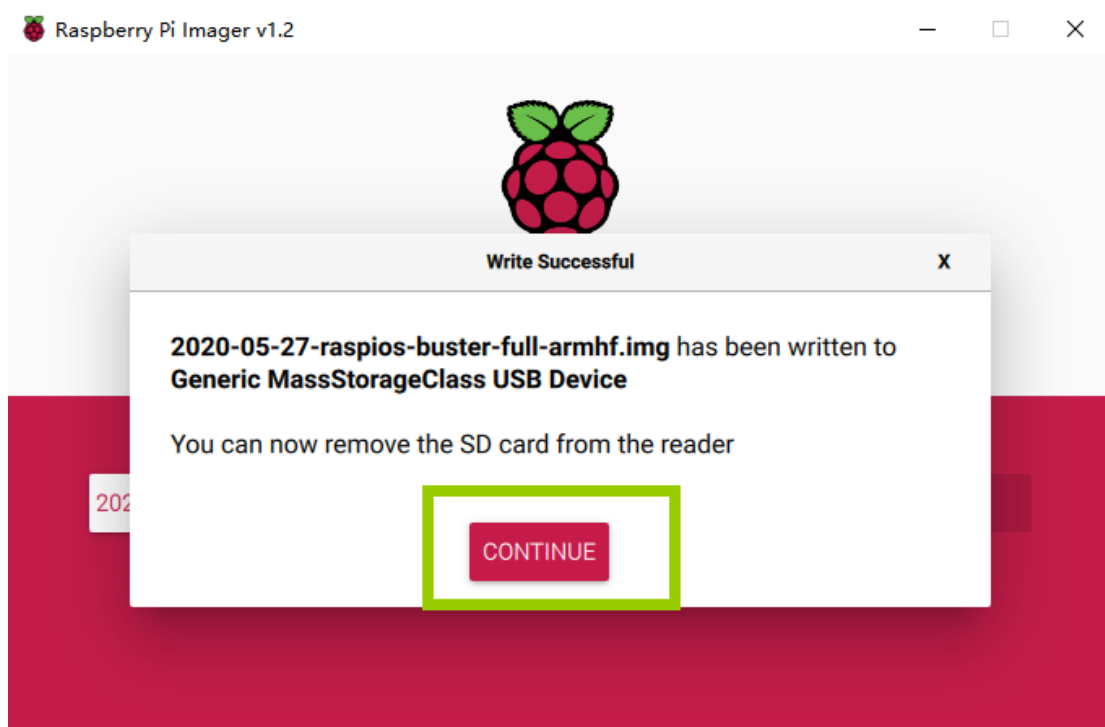 Raspberry Pi Imager v1.2
Write Successful
X
2020-05-27-raspios-buster-full-armhf.img has been written to
Generic MassStorageClass USB Device
You can now remove the SD card from the reader
202
CONTINUE